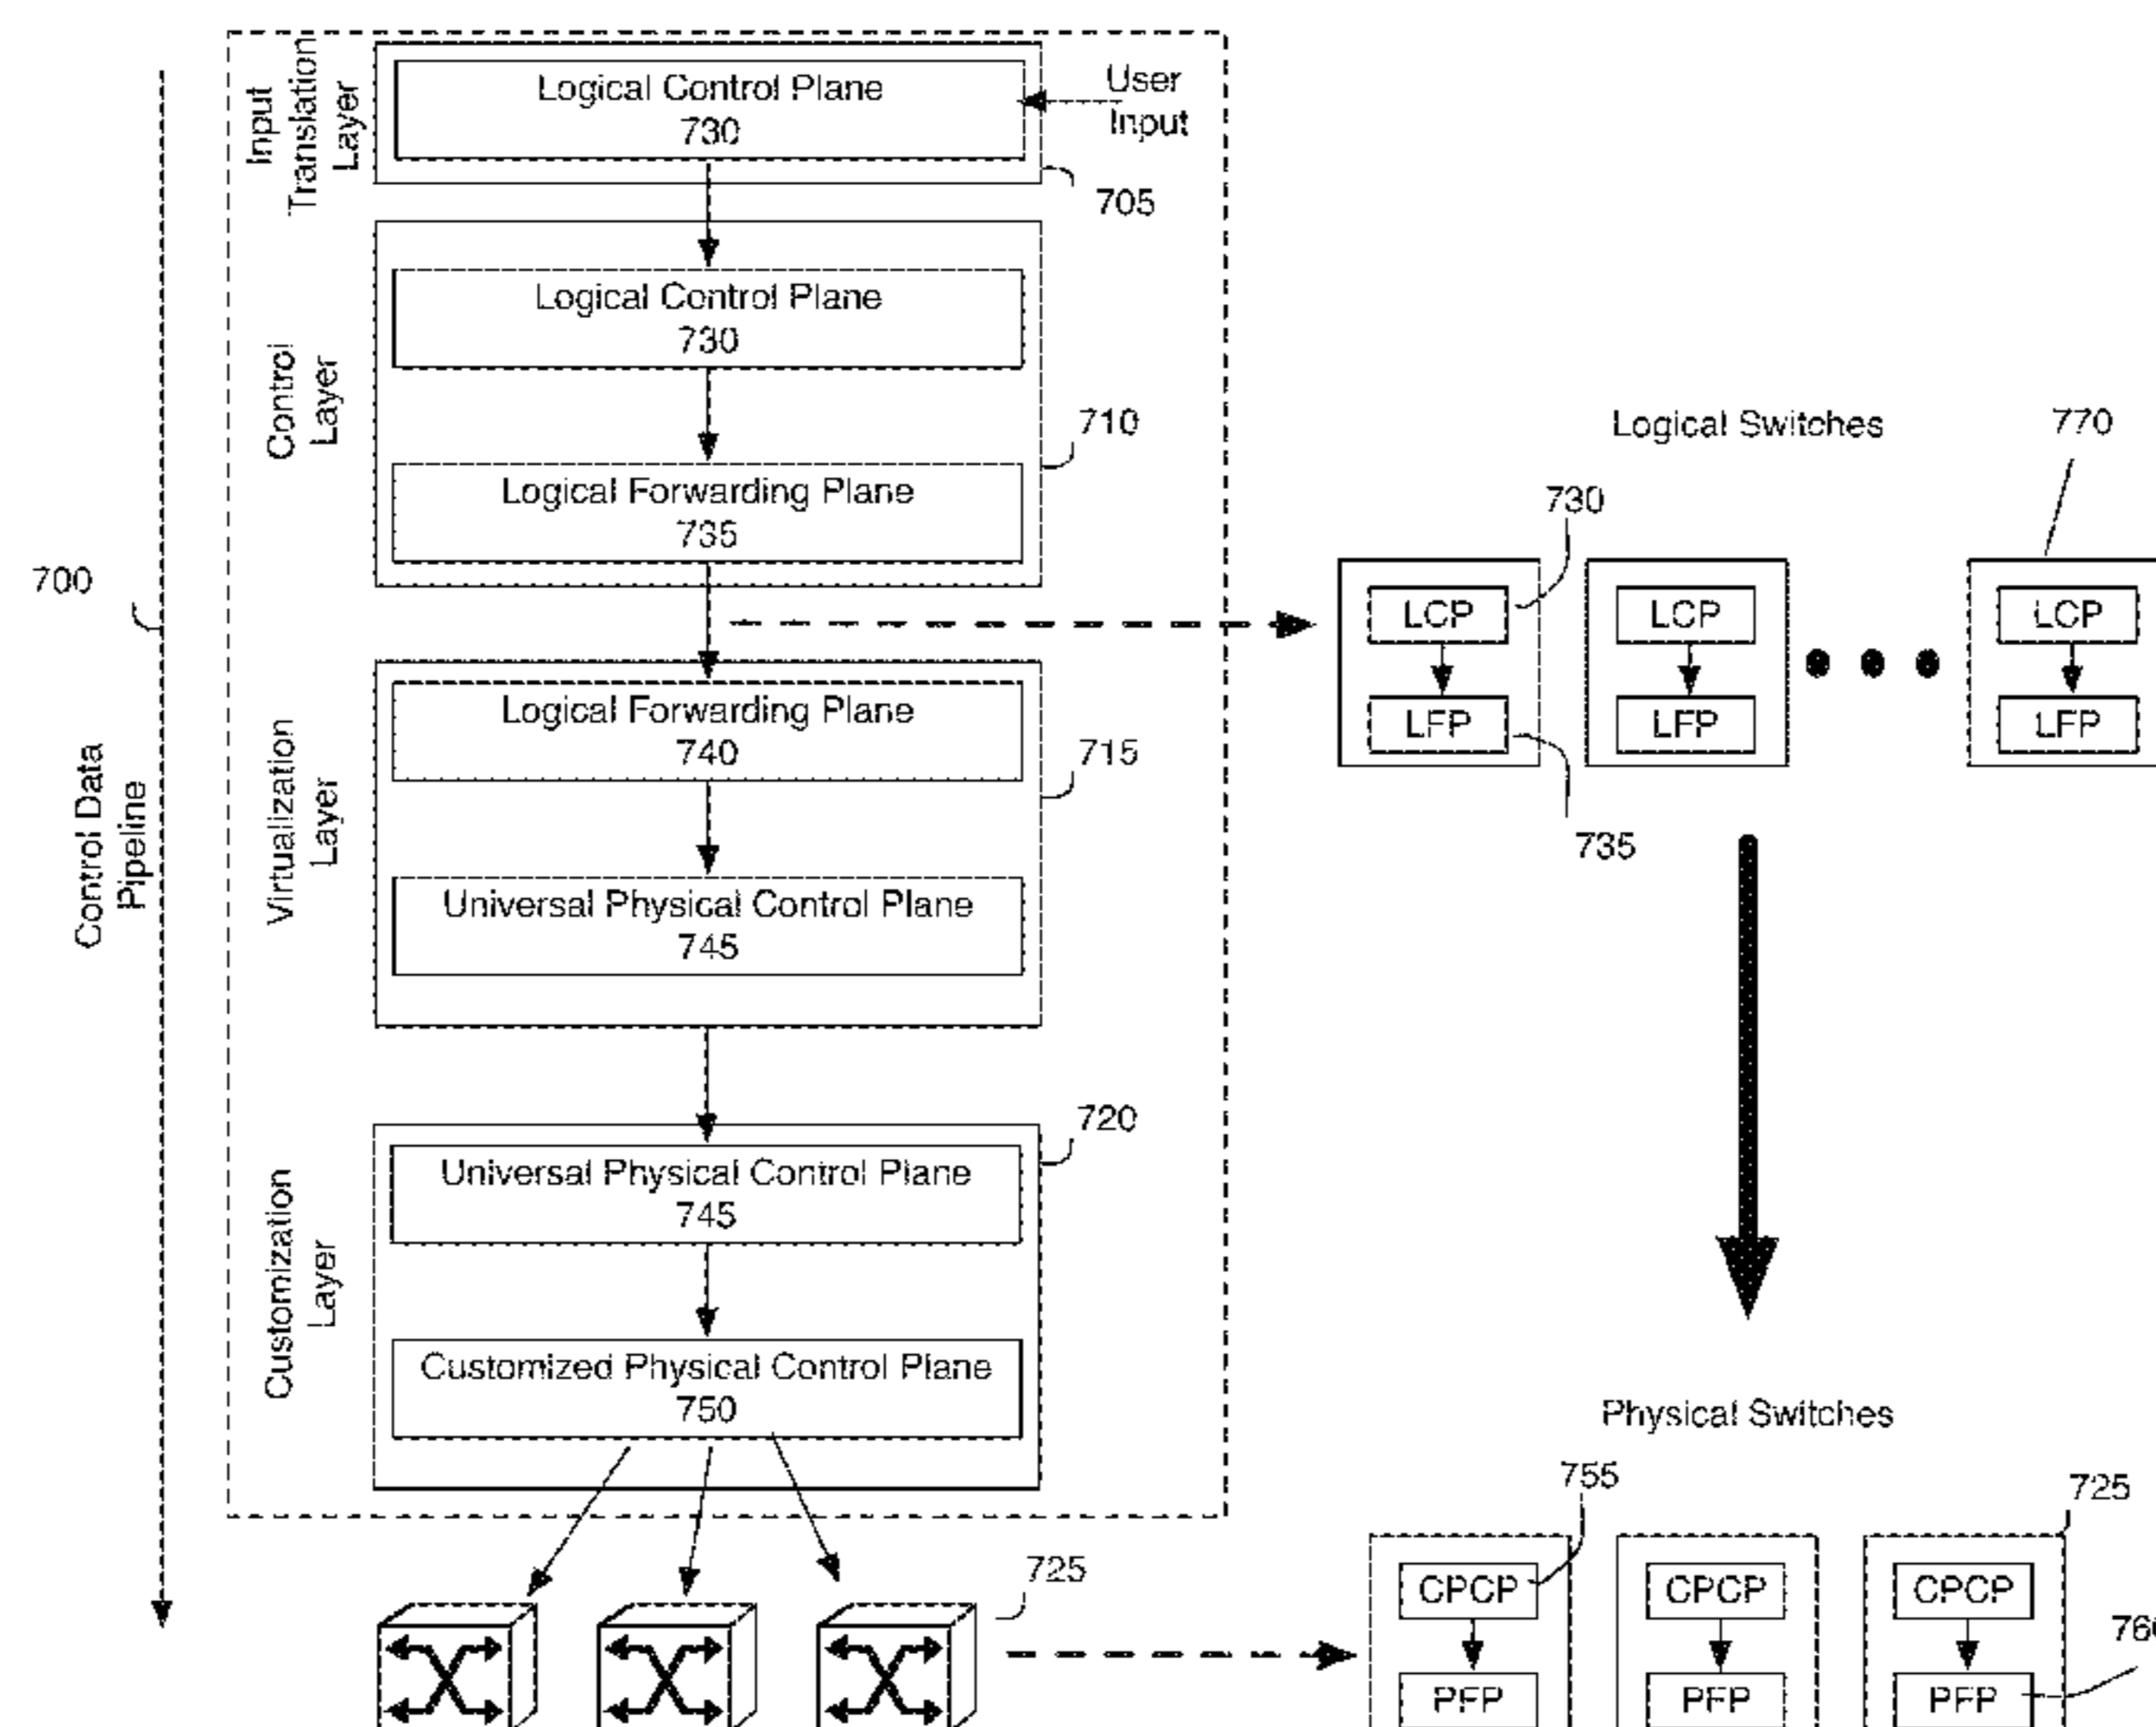 Input
Translation
Layer
Logical Control Plane
730
User
Input
705
Control
Layer
Logical Control Plane
730
710
Logical Forwarding Plane
735
700
Control Data
Pipeline
Virtualization
Layer
Logical Forwarding Plane
740
715
Universal Physical Control Plane
745
Customization
Layer
720
Universal Physical Control Plane
745
Customized Physical Control Plane
750
725
Logical Switches
770
730
LCP
LCP
LCP
LFP
LFP
LFP
735
Physical Switches
755
725
CPCP
CPCP
CPCP
PFP
PFP
PFP